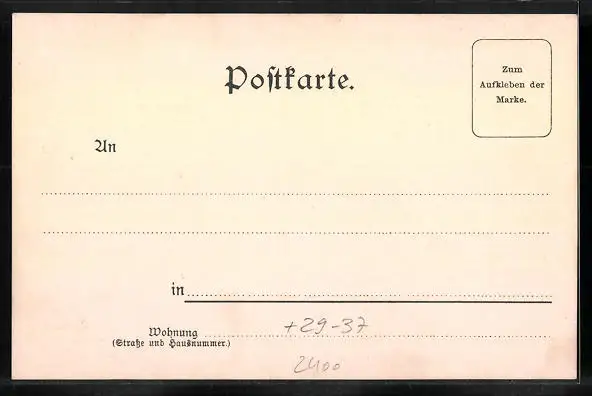 Postkarte.
Zum
Aufkleben der
Marke.
An
in
Wohnung
(Straße und Hausnummer.)
+29-37
2400